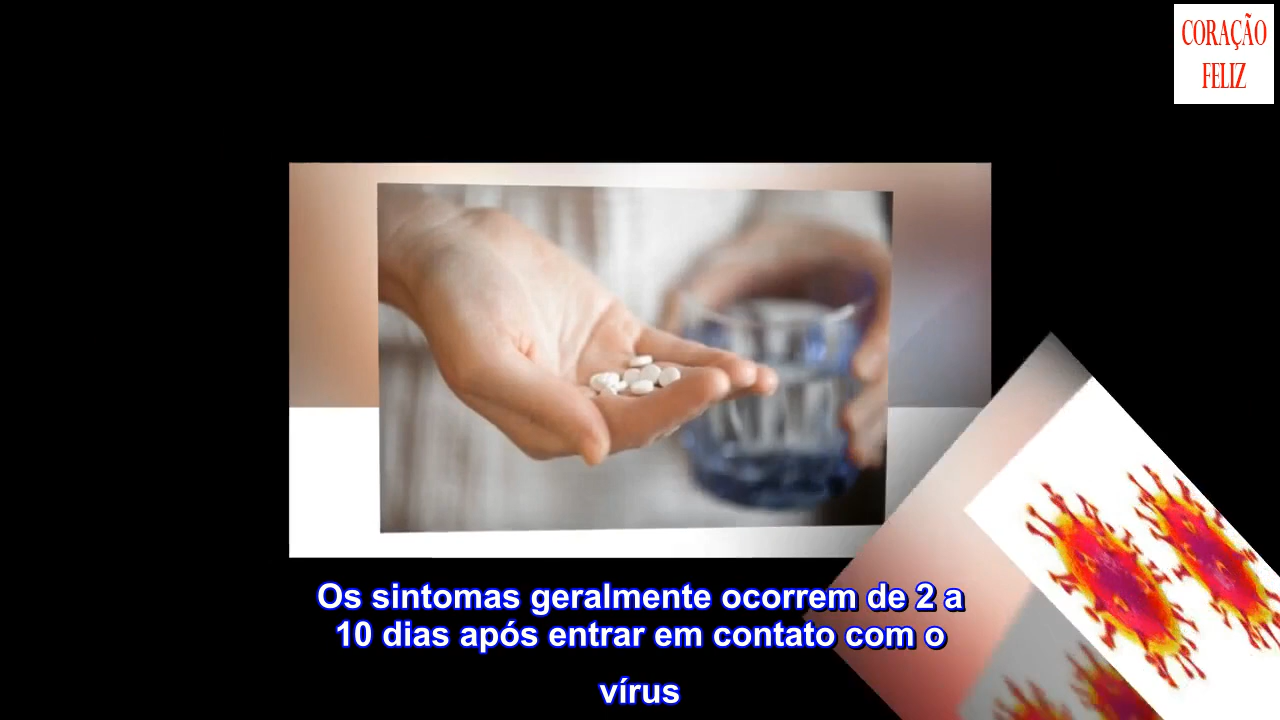 CORAÇÃO
FELIZ
Os sintomas geralmente ocorrem de 2 a
10 dias após entrar em contato com o
vírus